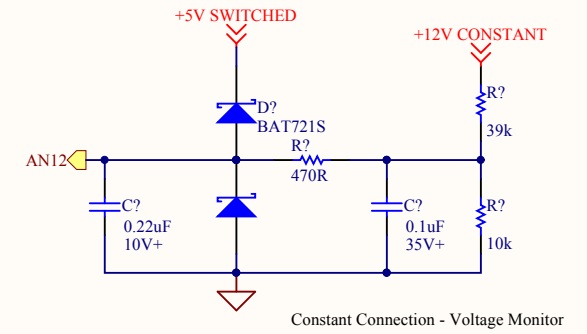 +5V SWITCHED
+12V CONSTANT
D?
BAT721S
R?
39k
R?
470R
AN12
C?
0.22uF
10V+
C?
0.1uF
35V+
R?
10k
Constant Connection - Voltage Monitor